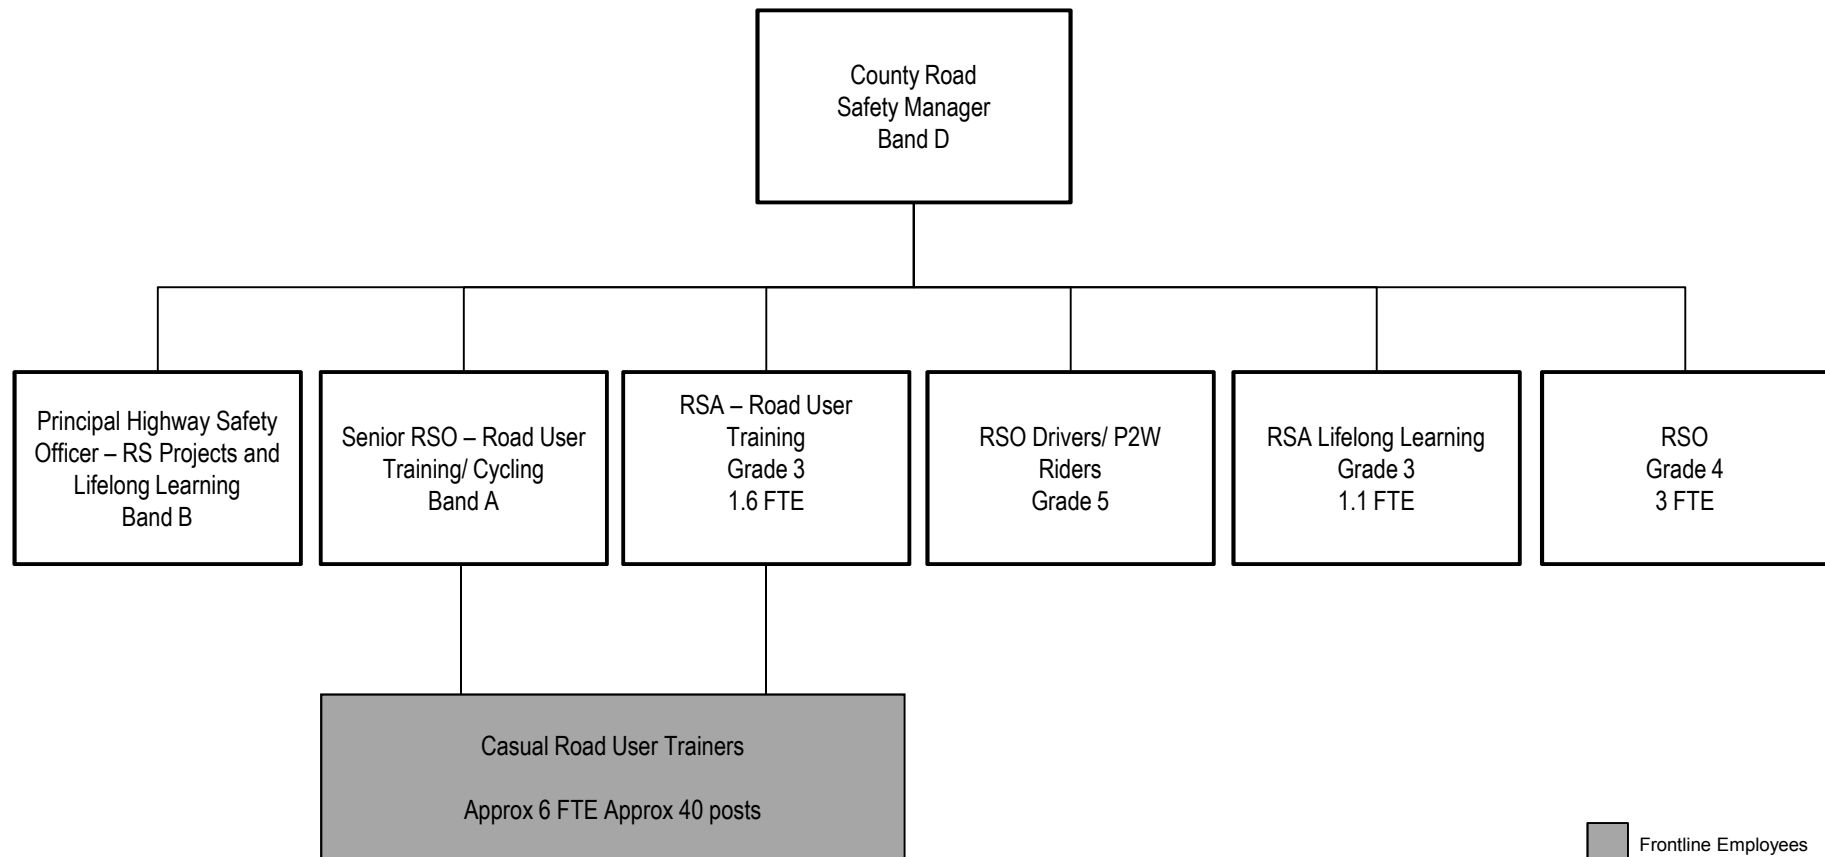 County Road
Safety Manager
Band D
Principal Highway Safety
Officer – RS Projects and
Lifelong Learning
Band B
Senior RSO – Road User
Training/ Cycling
Band A
RSA – Road User
Training
Grade 3
1.6 FTE
RSO Drivers/ P2W
Riders
Grade 5
RSA Lifelong Learning
Grade 3
1.1 FTE
RSO
Grade 4
3 FTE
Casual Road User Trainers
Approx 6 FTE Approx 40 posts
Frontline Employees